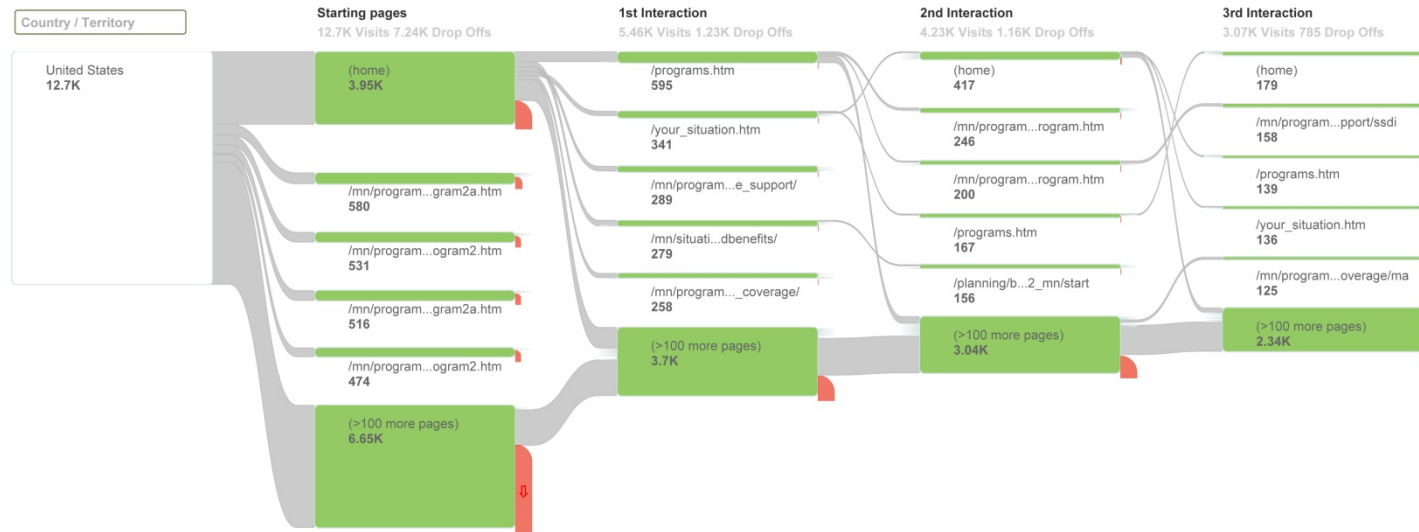 Country / Territory
United States
12.7K
Starting pages
12.7K Visits 7.24K Drop Offs
(home)
3.95K
/mn/program...gram2a.htm
580
/mn/program...ogram2.htm
531
/mn/program...gram2a.htm
516
/mn/program...ogram2.htm
474
(>100 more pages)
6.65K
1st Interaction
5.46K Visits 1.23K Drop Offs
/programs.htm
595
/your_situation.htm
341
/mn/program...e_support/
289
/mn/situati...dbenefits/
279
/mn/program..._coverage/
258
(>100 more pages)
3.7K
2nd Interaction
4.23K Visits 1.16K Drop Offs
(home)
417
/mn/program...rogram.htm
246
/mn/program...rogram.htm
200
/programs.htm
167
/planning/b...2_mn/start
156
(>100 more pages)
3.04K
3rd Interaction
3.07K Visits 785 Drop Offs
(home)
179
/mn/program...pport/ssdi
158
/programs.htm
139
/your_situation.htm
136
/mn/program...overage/ma
125
(>100 more pages)
2.34K